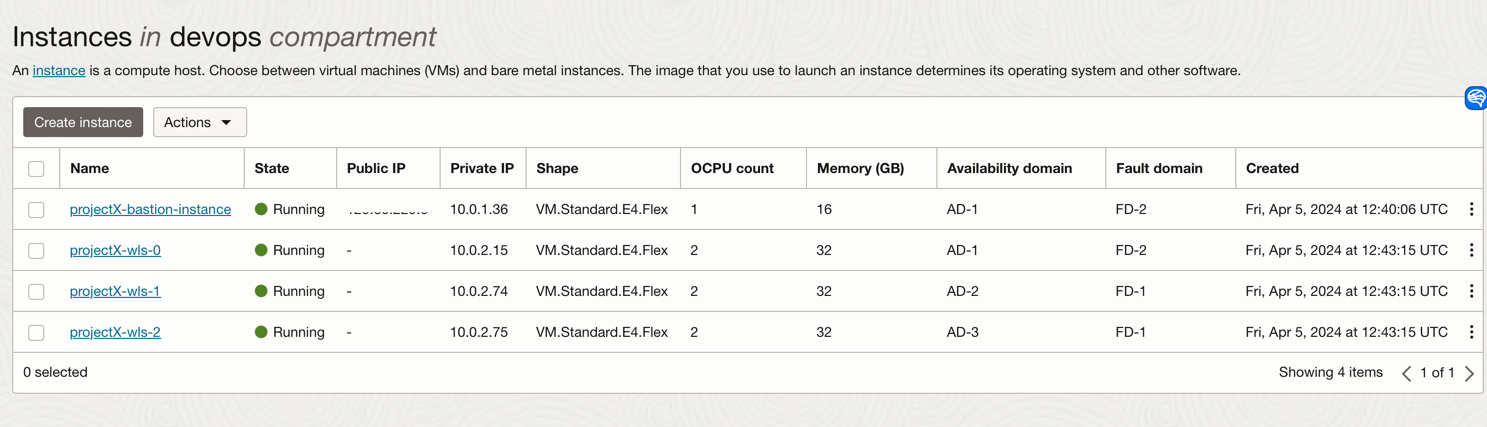 Instances in devops compartment
An instance is a compute host. Choose between virtual machines (VMs) and bare metal instances. The image that you use to launch an instance determines its operating system and other software.
Create instance Actions
Name State Public IP Private IP Shape OCPU count Memory (GB) Availability domain Fault domain Created
projectX-bastion-instance Running 10.0.1.36 VM.Standard.E4.Flex 1 16 AD-1 FD-2 Fri, Apr 5, 2024 at 12:40:06 UTC
projectX-wls-0 Running - 10.0.2.15 VM.Standard.E4.Flex 2 32 AD-1 FD-2 Fri, Apr 5, 2024 at 12:43:15 UTC
projectX-wls-1 Running - 10.0.2.74 VM.Standard.E4.Flex 2 32 AD-2 FD-1 Fri, Apr 5, 2024 at 12:43:15 UTC
projectX-wls-2 Running - 10.0.2.75 VM.Standard.E4.Flex 2 32 AD-3 FD-1 Fri, Apr 5, 2024 at 12:43:15 UTC
0 selected Showing 4 items 1 of 1